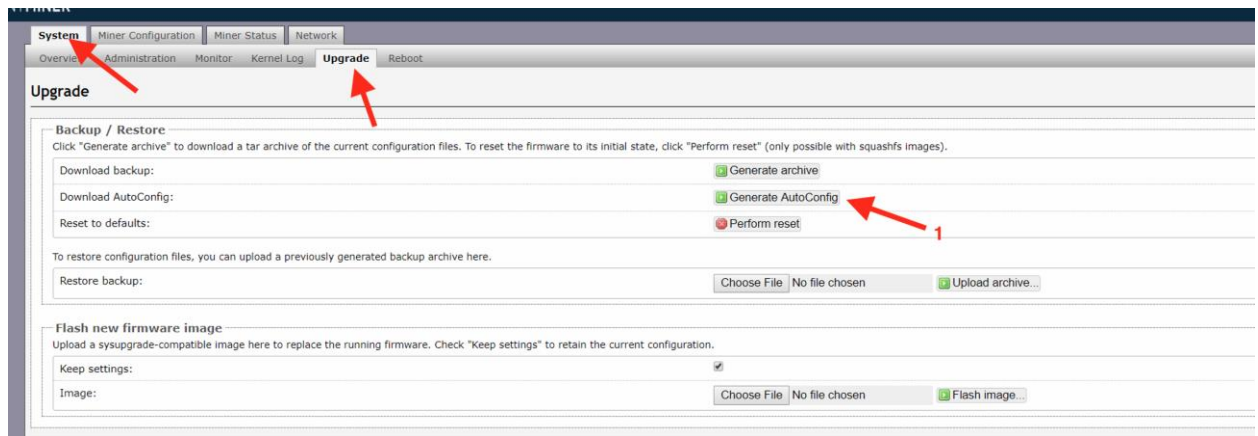 System Miner Configuration Miner Status Network
Administration Monitor Kernel Log Upgrade Reboot
Upgrade
Backup / Restore
Click "Generate archive" to download a tar archive of the current configuration files. To reset the firmware to its initial state, click "Perform reset" (only possible with squashfs images).
Download backup: Generate archive
Download AutoConfig: Generate AutoConfig
1
Reset to defaults: Perform reset
To restore configuration files, you can upload a previously generated backup archive here.
Restore backup: Choose File No file chosen Upload archive...
Flash new firmware image
Upload a sysupgrade-compatible image here to replace the running firmware. Check "Keep settings" to retain the current configuration.
Keep settings:
Image: Choose File No file chosen Flash image...